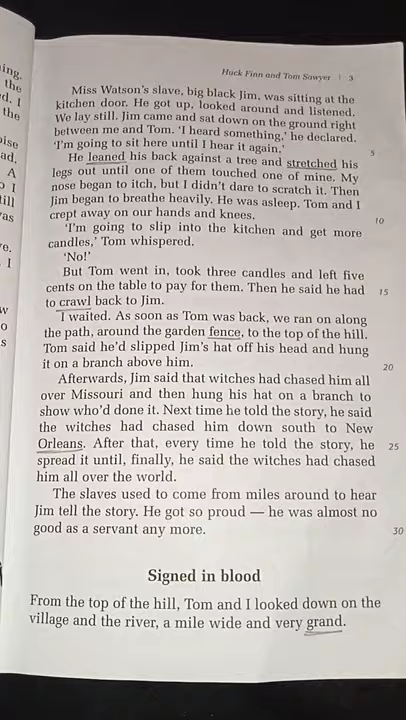 ing.
the
d. I
the
oise
ad.
A
o I
till
as
e.
I
w
o
s
Huck Finn and Tom Sawyer | 3
Miss Watson's slave, big black Jim, was sitting at the
kitchen door. He got up, looked around and listened.
We lay still. Jim came and sat down on the ground right
between me and Tom. 'I heard something,' he declared.
'I'm going to sit here until I hear it again.'
5
He leaned his back against a tree and stretched his
legs out until one of them touched one of mine. My
nose began to itch, but I didn't dare to scratch it. Then
Jim began to breathe heavily. He was asleep. Tom and I
crept away on our hands and knees.
10
'I'm going to slip into the kitchen and get more
candles,' Tom whispered.
'No!'
But Tom went in, took three candles and left five
cents on the table to pay for them. Then he said he had
15
to crawl back to Jim.
I waited. As soon as Tom was back, we ran on along
the path, around the garden fence, to the top of the hill.
Tom said he'd slipped Jim's hat off his head and hung
it on a branch above him.
20
Afterwards, Jim said that witches had chased him all
over Missouri and then hung his hat on a branch to
show who'd done it. Next time he told the story, he said
the witches had chased him down south to New
Orleans. After that, every time he told the story, he
25
spread it until, finally, he said the witches had chased
him all over the world.
The slaves used to come from miles around to hear
Jim tell the story. He got so proud — he was almost no
good as a servant any more.
30
Signed in blood
From the top of the hill, Tom and I looked down on the
village and the river, a mile wide and very grand.